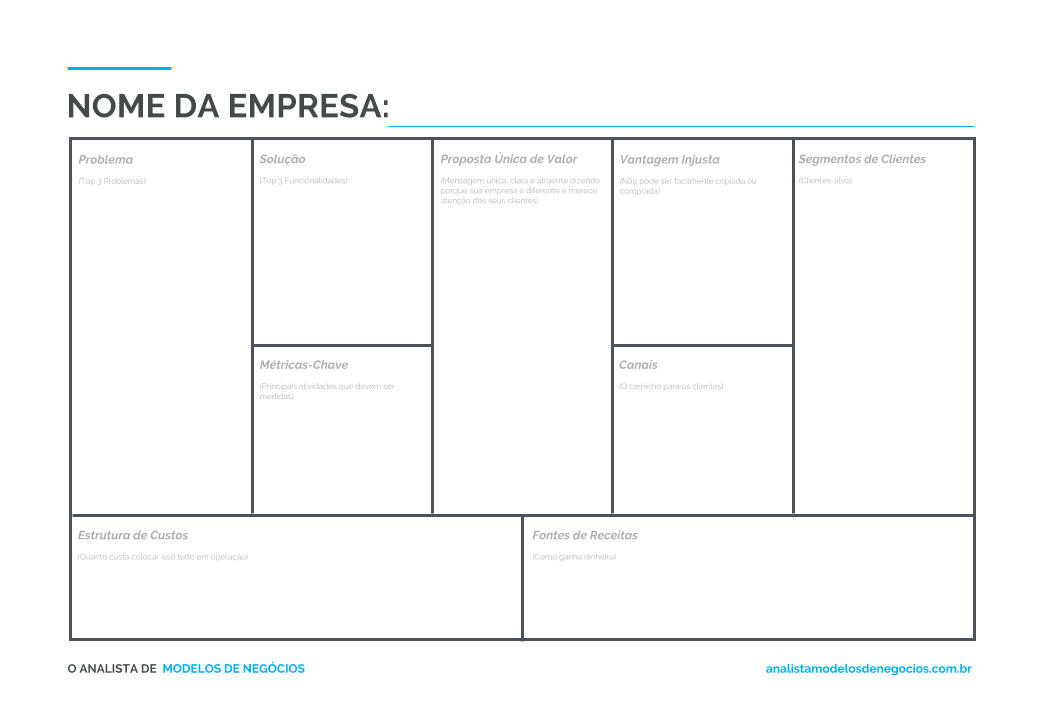 NOME DA EMPRESA:
Problema
(Top 3 Problemas)
Solução
(Top 3 Funcionalidades)
Métricas-Chave
(Principais atividades que devem ser
medidas)
Proposta Única de Valor
(Mensagem única, clara e atraente dizendo
porque sua empresa é diferente e merece
atenção dos seus clientes)
Vantagem Injusta
(Não pode ser facilmente copiada ou
comprada)
Canais
(O caminho para os clientes)
Segmentos de Clientes
(Clientes-alvo)
Estrutura de Custos
(Quanto custa colocar isso tudo em operação)
Fontes de Receitas
(Como ganha dinheiro)
O ANALISTA DE MODELOS DE NEGÓCIOS
analistamodelosdenegocios.com.br